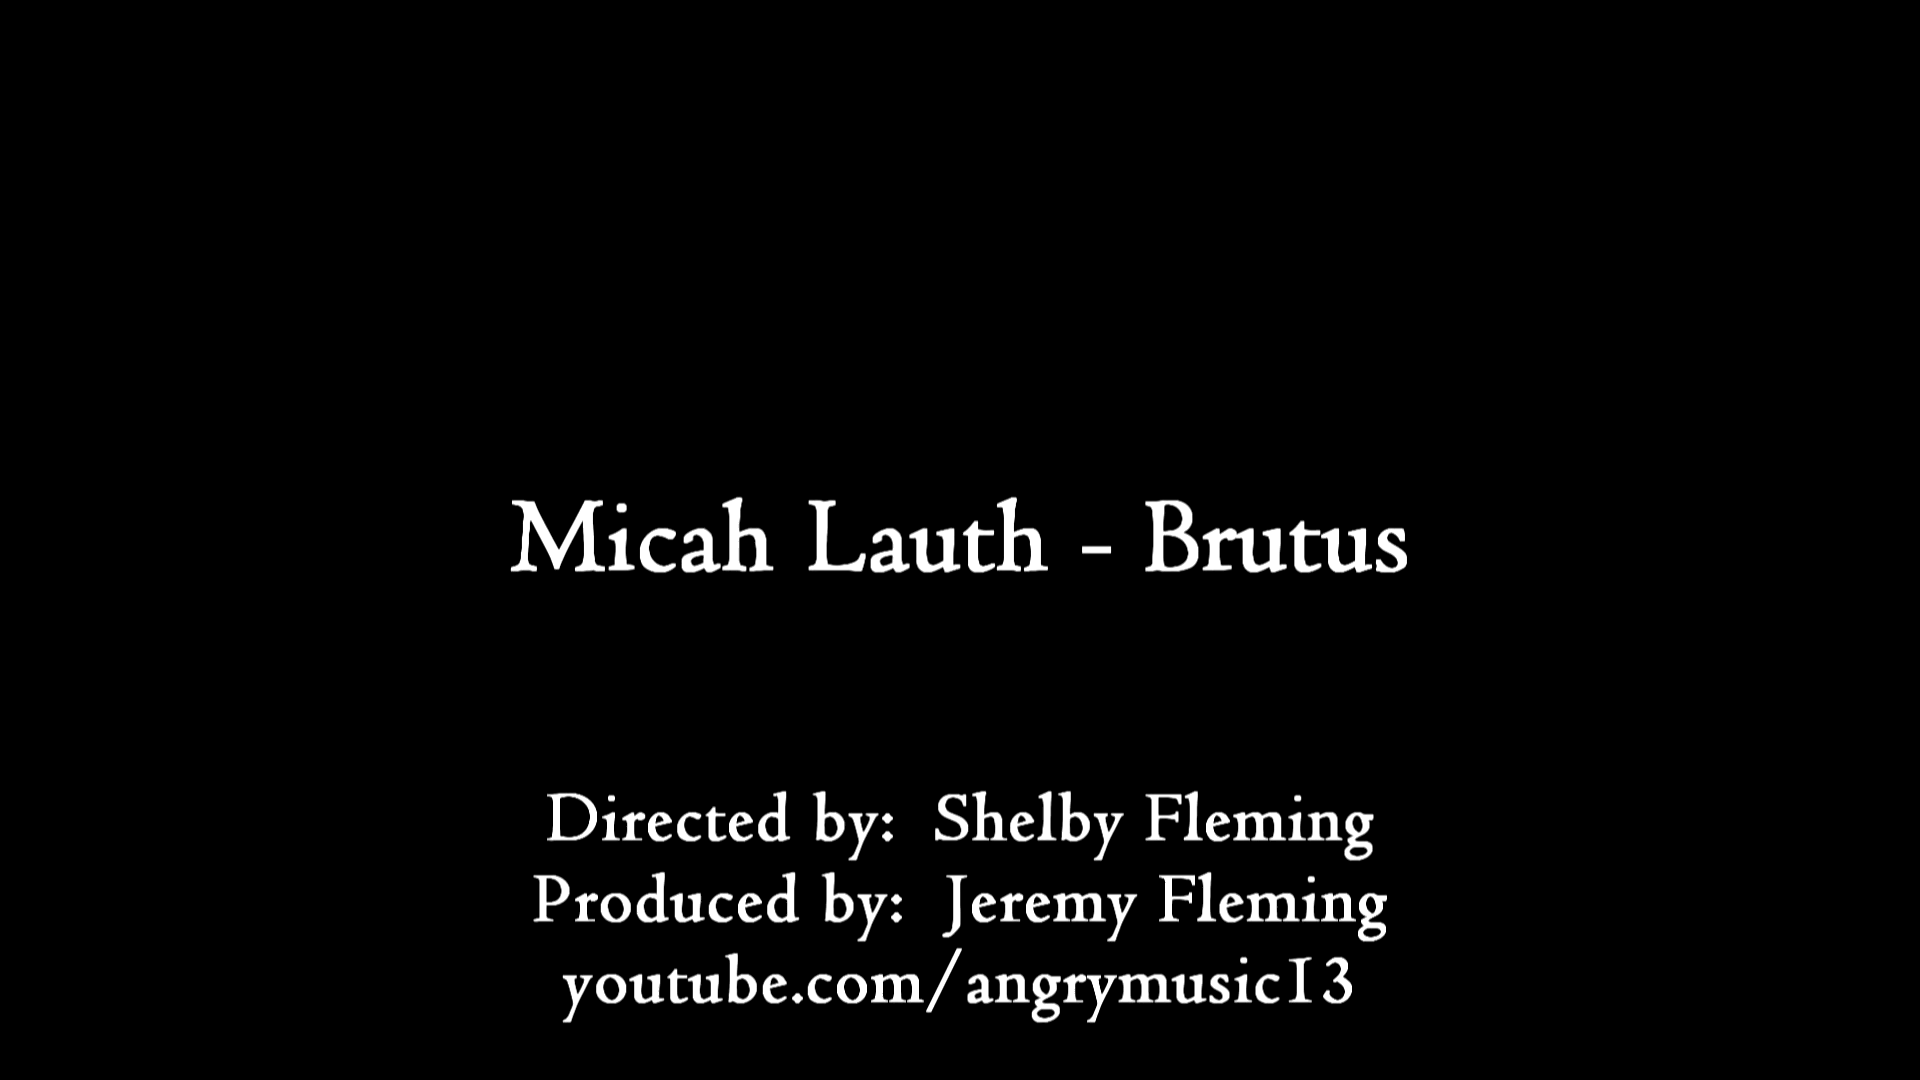 Micah Lauth - Brutus
Directed by:  Shelby Fleming
Produced by:  Jeremy Fleming
youtube.com/angrymusic13